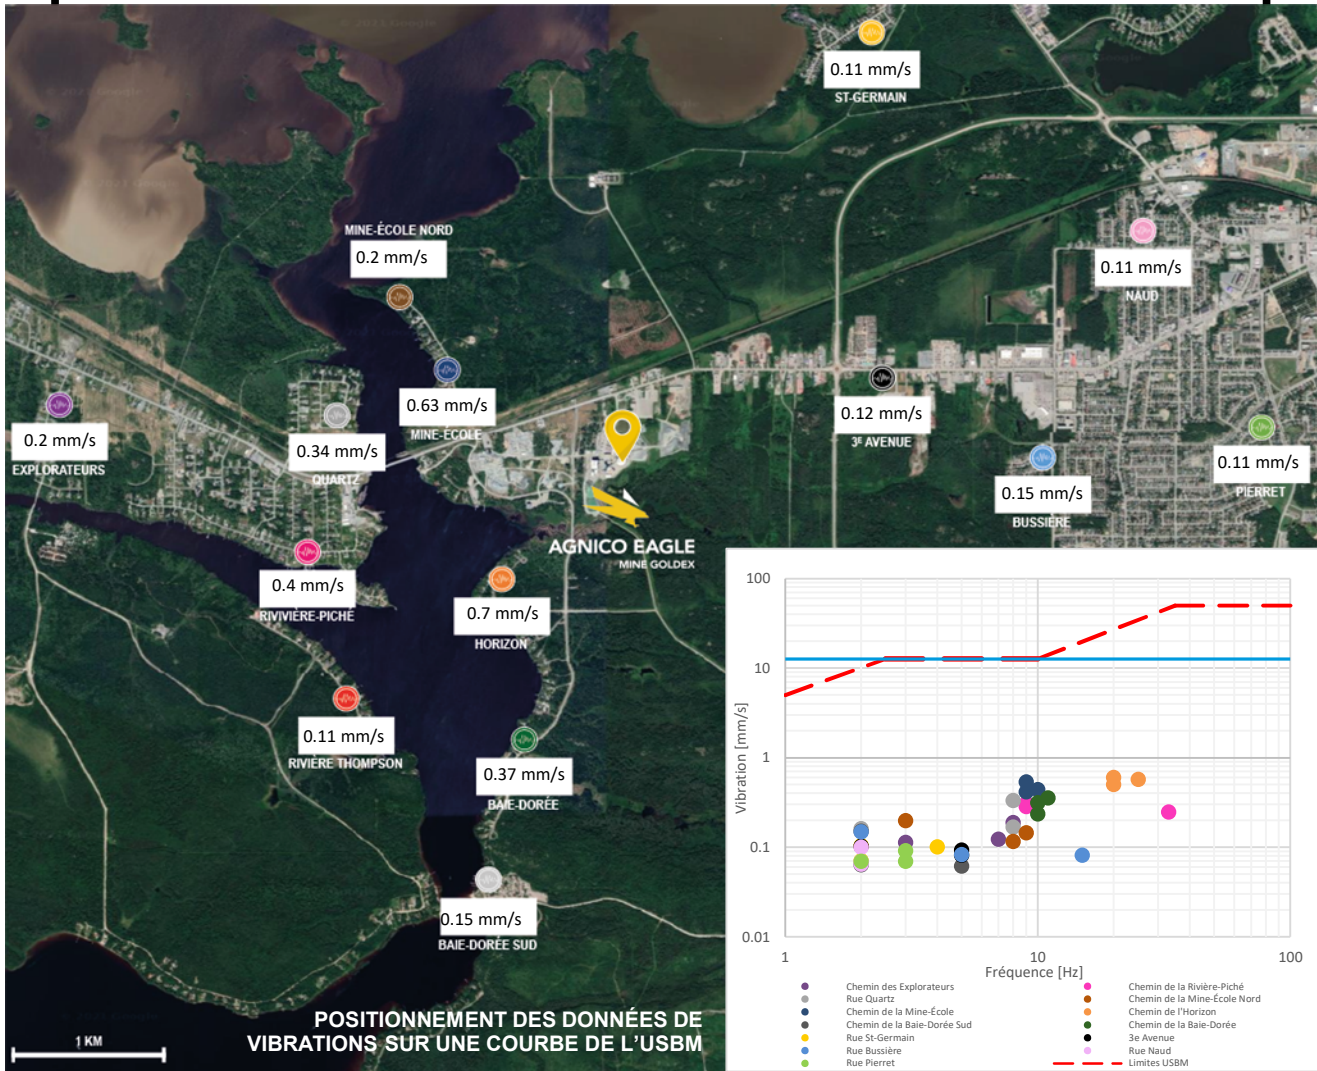 0.11 mm/s
ST-GERMAIN
MINE-ÉCOLE NORD
0.2 mm/s
0.11 mm/s
NAUD
0.63 mm/s
MINE-ÉCOLE
0.12 mm/s
3E AVENUE
0.2 mm/s
EXPLORATEURS
0.34 mm/s
QUARTZ
0.11 mm/s
PIERRET
0.15 mm/s
BUSSIÈRE
AGNICO EAGLE
MINE GOLDEX
0.4 mm/s
RIVIVIÈRE-PICHÉ
0.7 mm/s
HORIZON
0.11 mm/s
RIVIÈRE THOMPSON
0.37 mm/s
BAIE-DORÉE
0.15 mm/s
BAIE-DORÉE SUD
POSITIONNEMENT DES DONNÉES DE
VIBRATIONS SUR UNE COURBE DE L'USBM
1 KM
100
10
1
0.1
0.01
Vibration [mm/s]
1
10
100
Fréquence [Hz]
Chemin des Explorateurs
Chemin de la Rivière-Piché
Rue Quartz
Chemin de la Mine-École Nord
Chemin de la Mine-École
Chemin de l'Horizon
Chemin de la Baie-Dorée Sud
Chemin de la Baie-Dorée
Rue St-Germain
3e Avenue
Rue Bussière
Rue Naud
Rue Pierret
Limites USBM